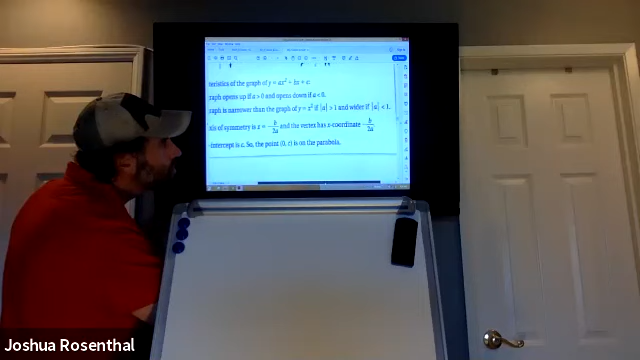 teristics of the graph of y = ax² + bx + c:
raph opens up if a > 0 and opens down if a < 0.
raph is narrower than the graph of y = x² if |a| > 1 and wider if |a| < 1.
xis of symmetry is x = -b/2a and the vertex has x-coordinate -b/2a
-intercept is c. So, the point (0, c) is on the parabola.
Joshua Rosenthal